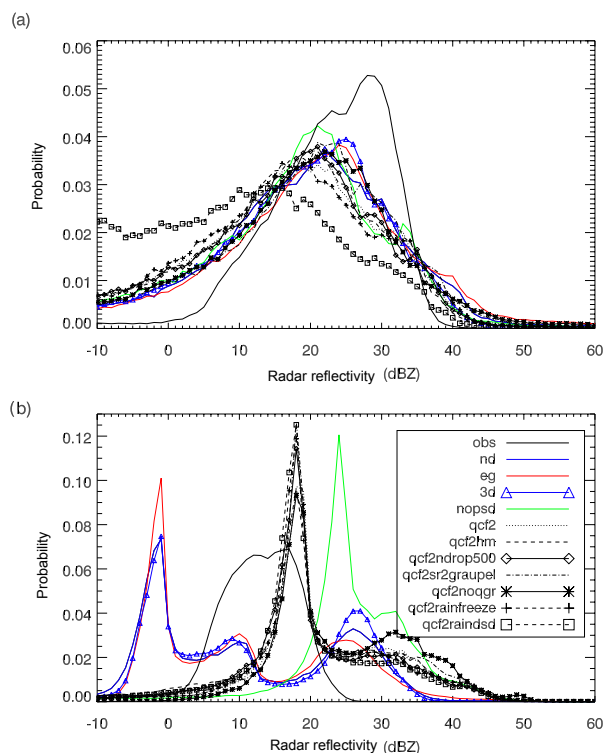 (a)
0.06
0.05
0.04
0.03
0.02
0.01
0.00
Probability
-10 0 10 20 30 40 50 60
Radar reflectivity (dBZ)
(b)
0.12
0.10
0.08
0.06
0.04
0.02
0.00
Probability
obs
nd
eg
3d
nopsd
qcf2
qcf2hm
qcf2ndrop500
qcf2sr2graupel
qcf2noqgr
qcf2rainfreeze
qcf2raindsd
-10 0 10 20 30 40 50 60
Radar reflectivity (dBZ)